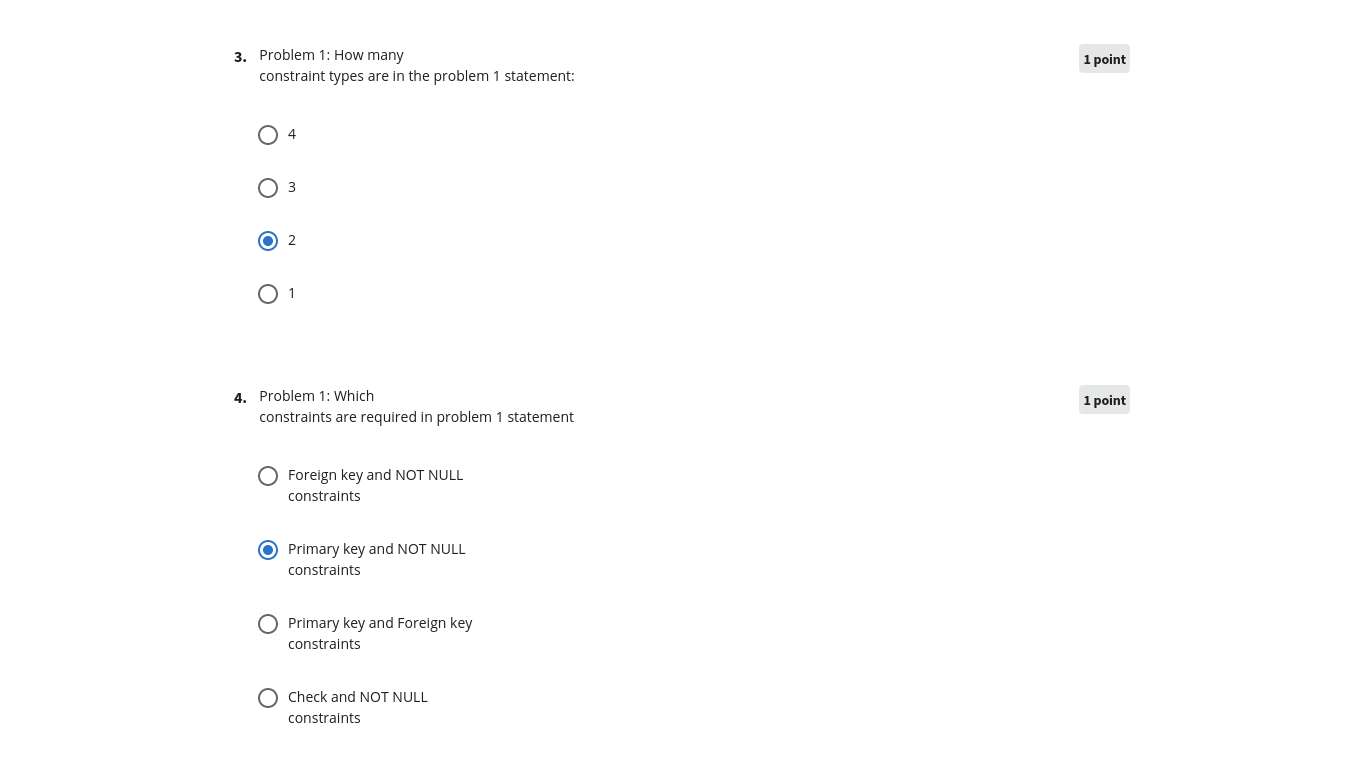 3. Problem 1: How many
constraint types are in the problem 1 statement:
1 point
4
3
2
1
4. Problem 1: Which
constraints are required in problem 1 statement
1 point
Foreign key and NOT NULL
constraints
Primary key and NOT NULL
constraints
Primary key and Foreign key
constraints
Check and NOT NULL
constraints